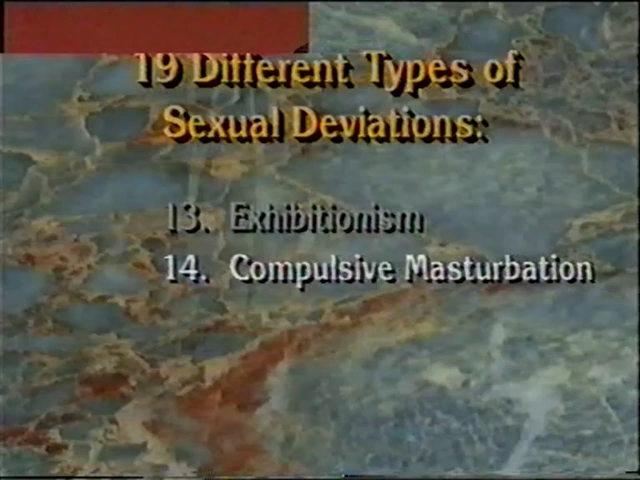 19 Different Types of
Sexual Deviations:
13. Exhibitionism
14. Compulsive Masturbation